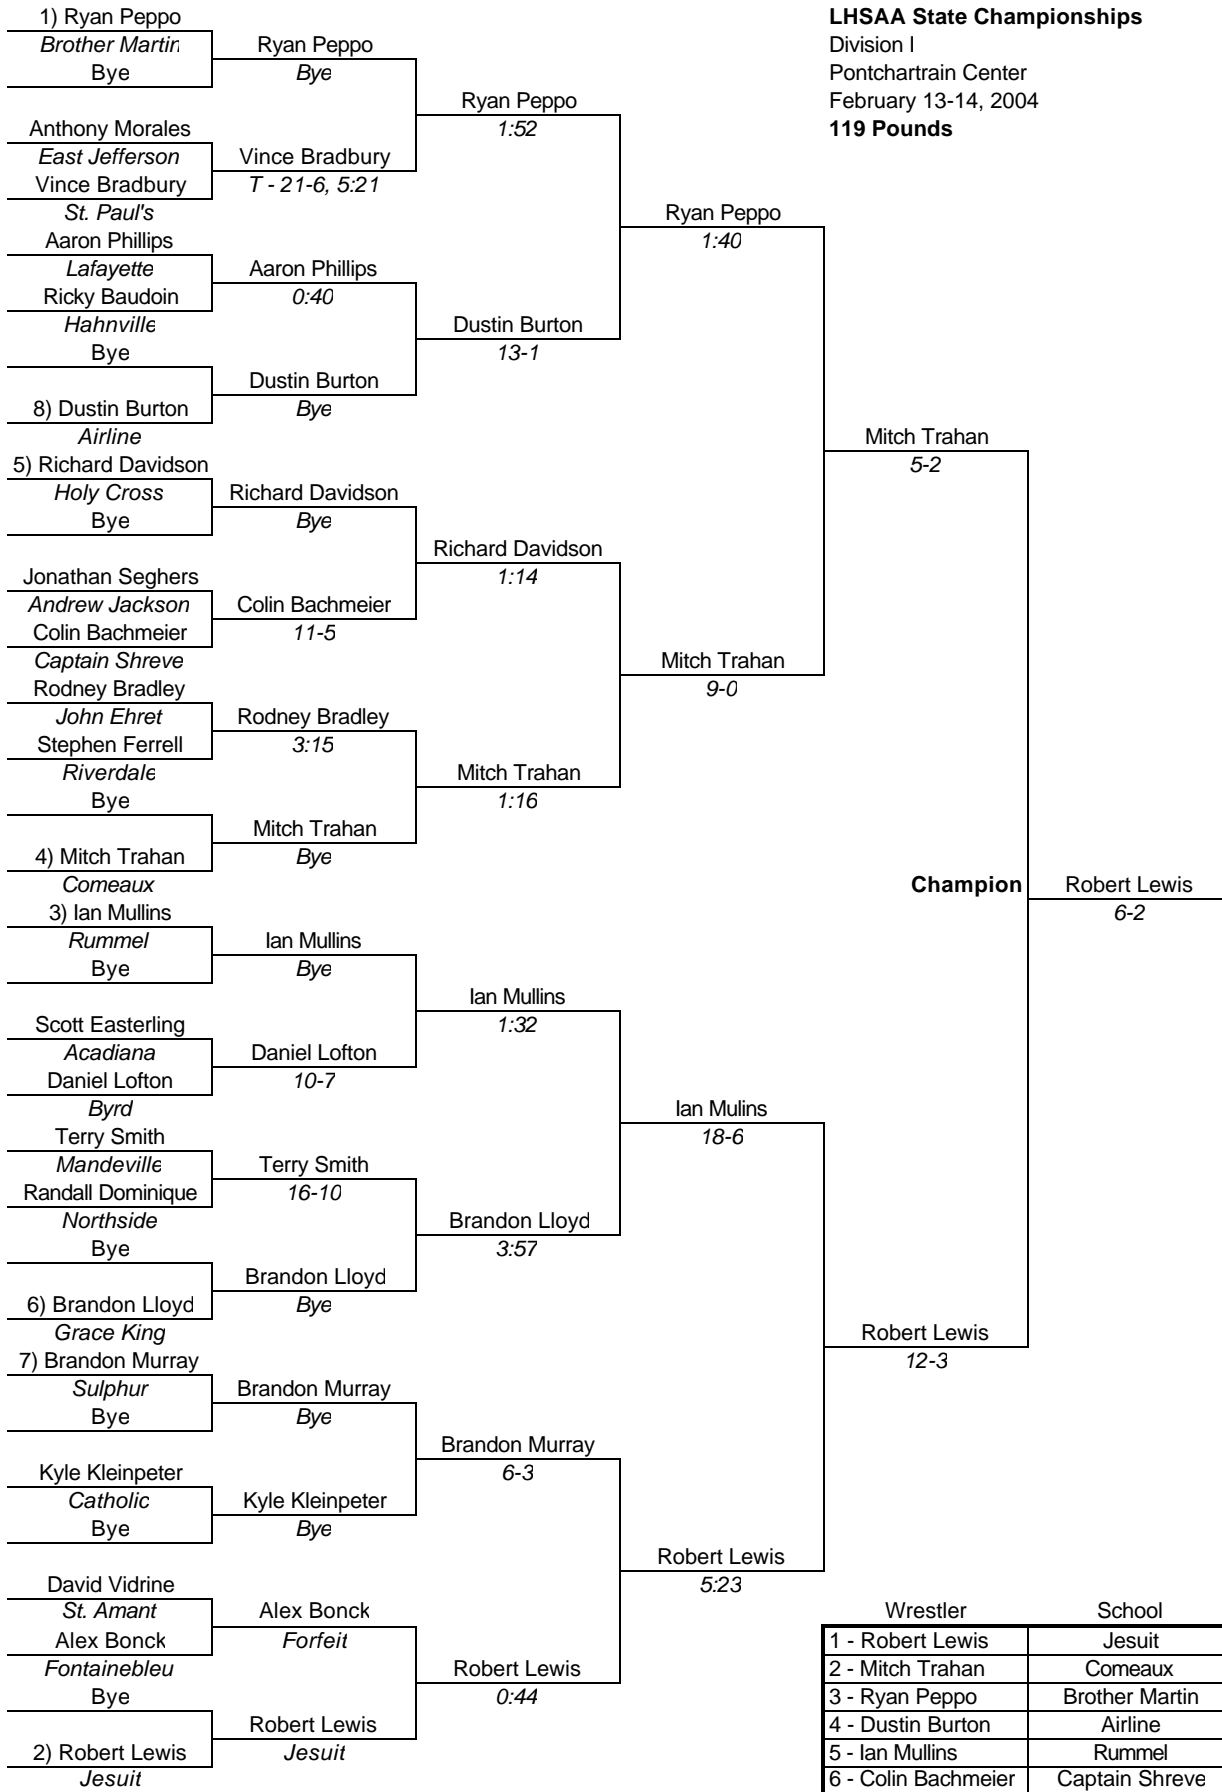 LHSAA State Championships
Division I
Pontchartrain Center
February 13-14, 2004
119 Pounds
1) Ryan Peppo
Brother Martin
Bye
Anthony Morales
East Jefferson
Vince Bradbury
St. Paul's
Aaron Phillips
Lafayette
Ricky Baudoin
Hahnville
Bye
8) Dustin Burton
Airline
5) Richard Davidson
Holy Cross
Bye
Jonathan Seghers
Andrew Jackson
Colin Bachmeier
Captain Shreve
Rodney Bradley
John Ehret
Stephen Ferrell
Riverdale
Bye
4) Mitch Trahan
Comeaux
3) Ian Mullins
Rummel
Bye
Scott Easterling
Acadiana
Daniel Lofton
Byrd
Terry Smith
Mandeville
Randall Dominique
Northside
Bye
6) Brandon Lloyd
Grace King
7) Brandon Murray
Sulphur
Bye
Kyle Kleinpeter
Catholic
Bye
David Vidrine
St. Amant
Alex Bonck
Fontainebleu
Bye
2) Robert Lewis
Jesuit
Ryan Peppo
Bye
Vince Bradbury
T - 21-6, 5:21
Aaron Phillips
0:40
Dustin Burton
Bye
Richard Davidson
Bye
Colin Bachmeier
11-5
Rodney Bradley
3:15
Mitch Trahan
Bye
Ian Mullins
Bye
Daniel Lofton
10-7
Terry Smith
16-10
Brandon Lloyd
Bye
Brandon Murray
Bye
Kyle Kleinpeter
Bye
Alex Bonck
Forfeit
Robert Lewis
Jesuit
Ryan Peppo
1:52
Dustin Burton
13-1
Richard Davidson
1:14
Mitch Trahan
1:16
Ian Mullins
1:32
Brandon Lloyd
3:57
Brandon Murray
6-3
Robert Lewis
0:44
Ryan Peppo
1:40
Mitch Trahan
9-0
Ian Mulins
18-6
Robert Lewis
5:23
Mitch Trahan
5-2
Robert Lewis
12-3
Champion
Robert Lewis
6-2
Wrestler School
1 - Robert Lewis Jesuit
2 - Mitch Trahan Comeaux
3 - Ryan Peppo Brother Martin
4 - Dustin Burton Airline
5 - Ian Mullins Rummel
6 - Colin Bachmeier Captain Shreve